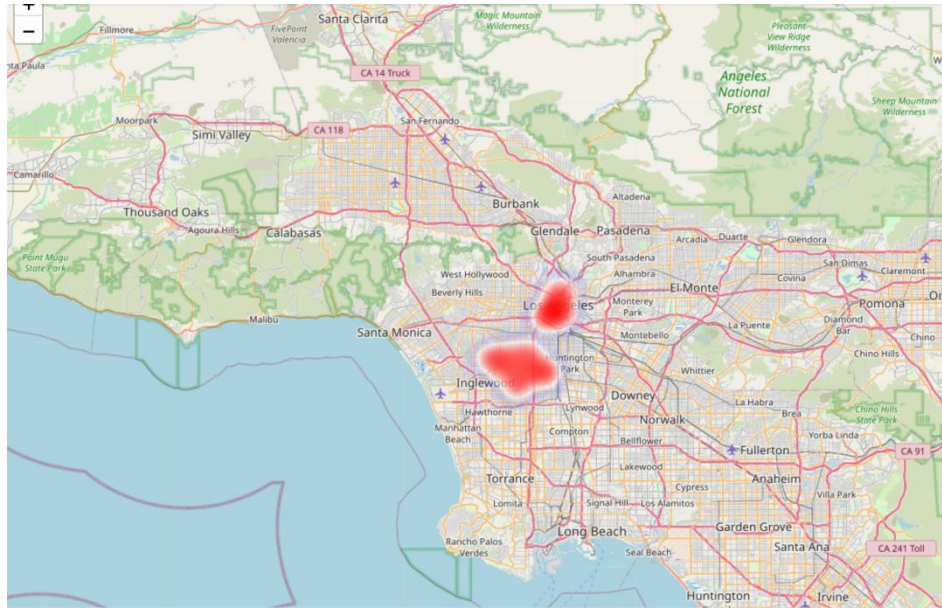 +
−
Fillmore
FivePoint
Valencia
Santa Clarita
Magic Mountain
Wilderness
Pleasant
View Ridge
Wilderness
nta Paula
CA 14 Truck
Angeles
National
Forest
Sheep Mountain
Wilderness
Moorpark
Simi Valley
CA 118
San Fernando
Camarillo
Thousand Oaks
Agoura Hills
Calabasas
Burbank
Altadena
Glendale
Pasadena
Arcadia
Duarte
Glendora
Point Mugu
State Park
South Pasadena
San Dimas
Claremont
West Hollywood
Alhambra
El-Monte
Covina
Beverly Hills
Malibu
Santa Monica
Los Angeles
Monterey
Park
Pomona
On
Montebello
La Puente
Diamond
Bar
Chino
Inglewood
Huntington
Park
Whittier
Chino Hills
Hawthorne
Lynwood
Downey
La Habra
Brea
Chino Hills
State Park
Manhattan
Beach
Compton
Norwalk
Yorba Linda
Bellflower
Fullerton
CA 91
Torrance
Lakewood
Cypress
Anaheim
Villa Park
Lomita
Signal Hill
Los Alamitos
Rancho Palos
Verdes
Long Beach
Seal Beach
Garden Grove
Santa Ana
CA 241 Toll
Huntington
Irvine